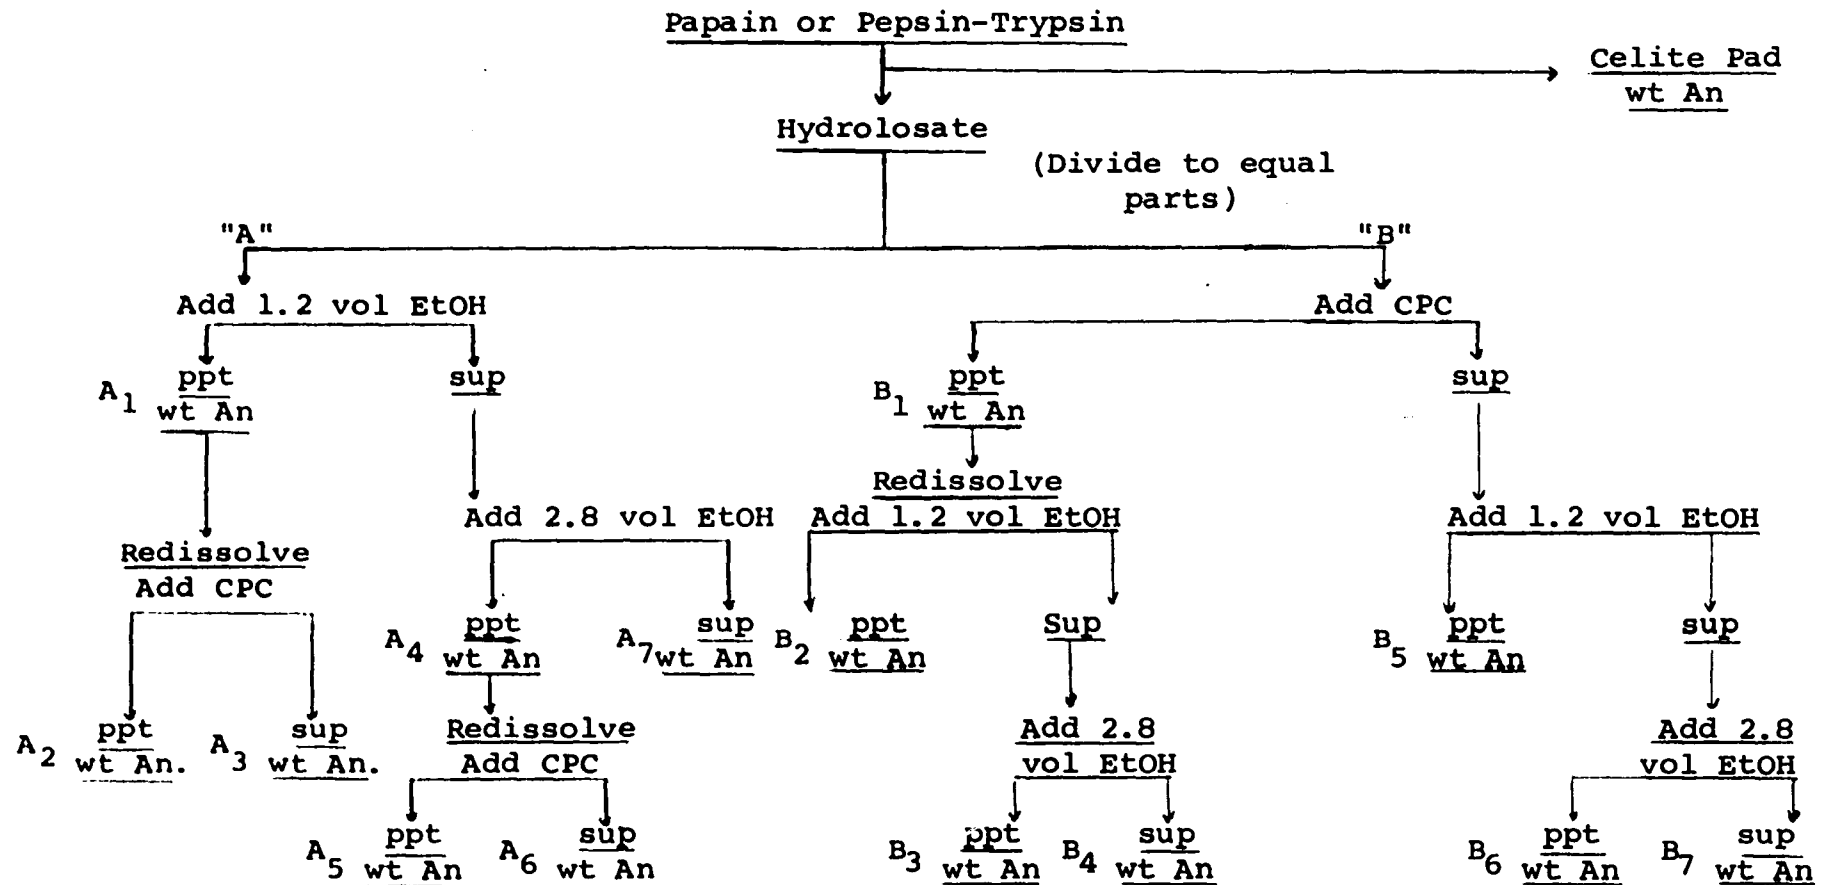 Papain or Pepsin-Trypsin
Celite Pad
wt An
Hydrolosate
(Divide to equal
parts)
"A"
"B"
Add 1.2 vol EtOH
Add CPC
A1 ppt
wt An
sup
B1 ppt
wt An
sup
Redissolve
Add 2.8 vol EtOH
Add 1.2 vol EtOH
Add 1.2 vol EtOH
Redissolve
Add CPC
A4 ppt
wt An
A7 sup
wt An
B2 ppt
wt An
Sup
B5 ppt
wt An
sup
A2 ppt
wt An.
A3 sup
wt An.
Redissolve
Add CPC
Add 2.8
vol EtOH
Add 2.8
vol EtOH
A5 ppt
wt An
A6 sup
wt An
B3 ppt
wt An
B4 sup
wt An
B6 ppt
wt An
B7 sup
wt An